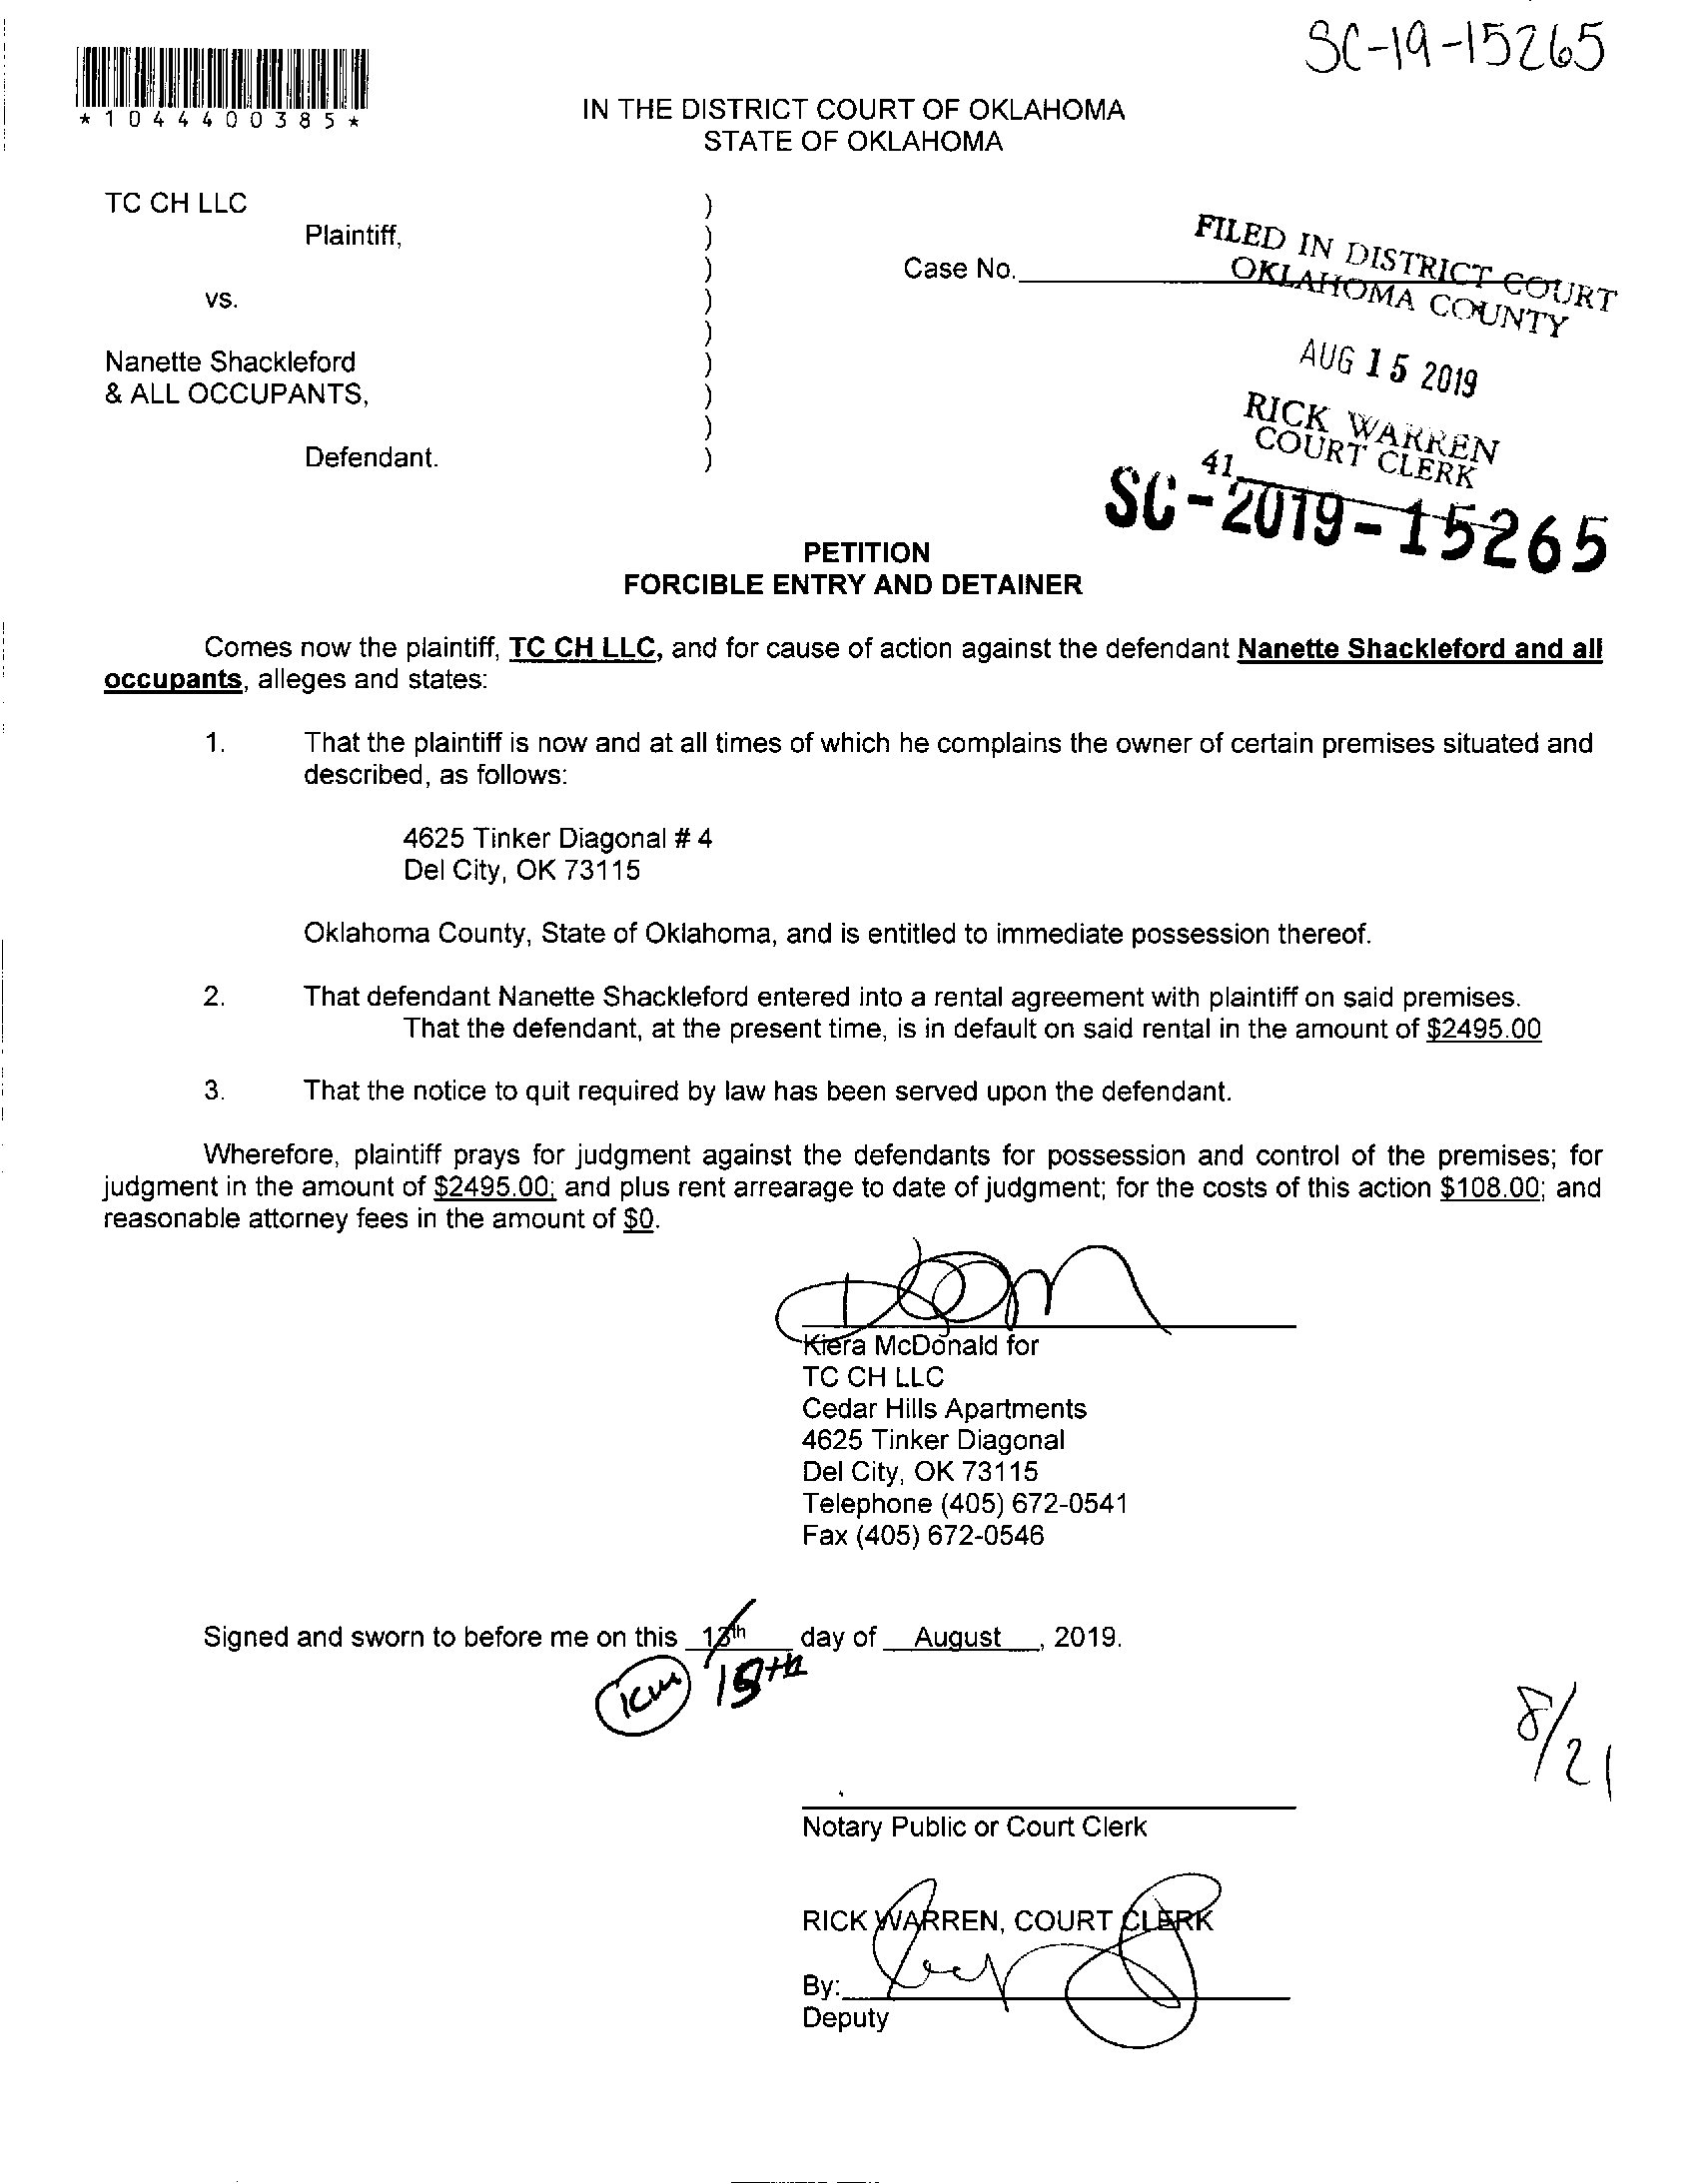 SC-19-15265
*1044400385*
IN THE DISTRICT COURT OF OKLAHOMA
STATE OF OKLAHOMA
TC CH LLC )
Plaintiff, )
) Case No.
vs. )
)
Nanette Shackleford )
& ALL OCCUPANTS, )
)
Defendant. )
FILED IN DISTRICT COURT
OKLAHOMA COUNTY
AUG 15 2019
RICK WARREN
COURT CLERK
41
SC-2019-15265
PETITION
FORCIBLE ENTRY AND DETAINER
Comes now the plaintiff, TC CH LLC, and for cause of action against the defendant Nanette Shackleford and all
occupants, alleges and states:
1. That the plaintiff is now and at all times of which he complains the owner of certain premises situated and
described, as follows:
4625 Tinker Diagonal # 4
Del City, OK 73115
Oklahoma County, State of Oklahoma, and is entitled to immediate possession thereof.
2. That defendant Nanette Shackleford entered into a rental agreement with plaintiff on said premises.
That the defendant, at the present time, is in default on said rental in the amount of $2495.00
3. That the notice to quit required by law has been served upon the defendant.
Wherefore, plaintiff prays for judgment against the defendants for possession and control of the premises; for
judgment in the amount of $2495.00; and plus rent arrearage to date of judgment; for the costs of this action $108.00; and
reasonable attorney fees in the amount of $0.
Kiera McDonald for
TC CH LLC
Cedar Hills Apartments
4625 Tinker Diagonal
Del City, OK 73115
Telephone (405) 672-0541
Fax (405) 672-0546
Signed and sworn to before me on this 13th day of August, 2019.
KM 15th
8/21
Notary Public or Court Clerk
RICK WARREN, COURT CLERK
By:
Deputy